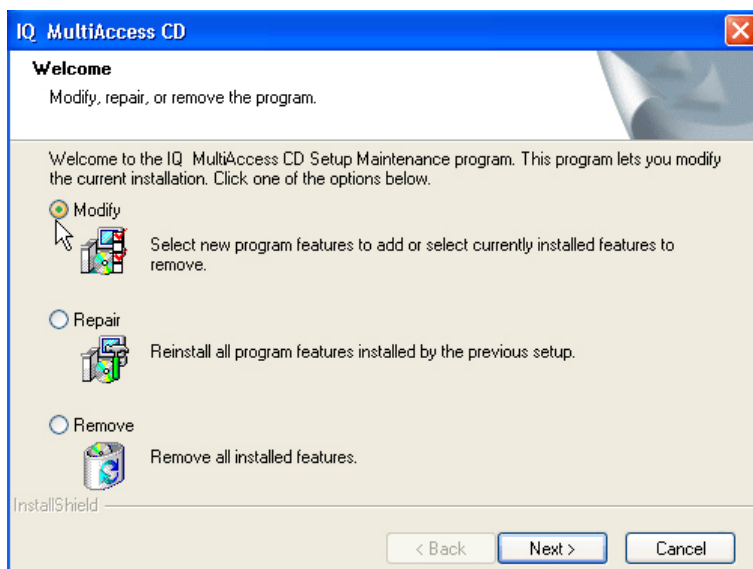 IQ MultiAccess CD
Welcome
Modify, repair, or remove the program.
Welcome to the IQ MultiAccess CD Setup Maintenance program. This program lets you modify
the current installation. Click one of the options below.
Modify
Select new program features to add or select currently installed features to
remove.
Repair
Reinstall all program features installed by the previous setup.
Remove
Remove all installed features.
InstallShield
< Back
Next >
Cancel